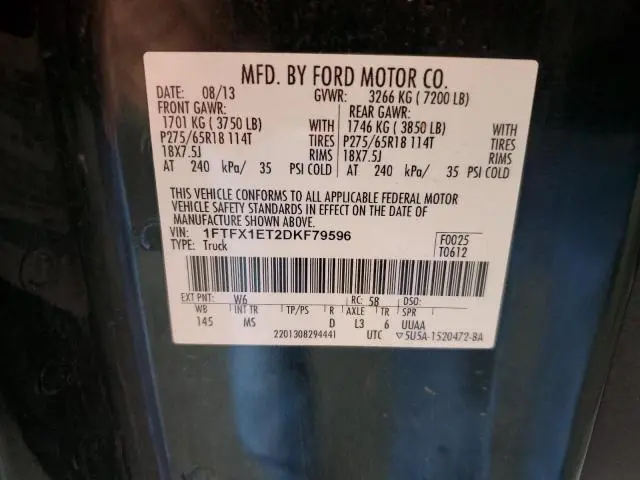 MFD. BY FORD MOTOR CO.
DATE: 08/13 GVWR: 3266 KG ( 7200 LB)
FRONT GAWR: REAR GAWR:
1701 KG ( 3750 LB) WITH 1746 KG ( 3850 LB) WITH
P275/65R18 114T TIRES P275/65R18 114T TIRES
18X7.5J RIMS 18X7.5J RIMS
AT 240 kPa/ 35 PSI COLD AT 240 kPa/ 35 PSI COLD
THIS VEHICLE CONFORMS TO ALL APPLICABLE FEDERAL MOTOR
VEHICLE SAFETY STANDARDS IN EFFECT ON THE DATE OF
MANUFACTURE SHOWN ABOVE.
VIN: 1FTFX1ET2DKF79596 F0025
TYPE: Truck T0612
EXT PNT: W6 RC: 58 DSO:
WB INT TR TP/PS R AXLE TR SPR
145 MS D L3 6 UUAA
2201308294441 UTC ▽5U5A-1520472-BA